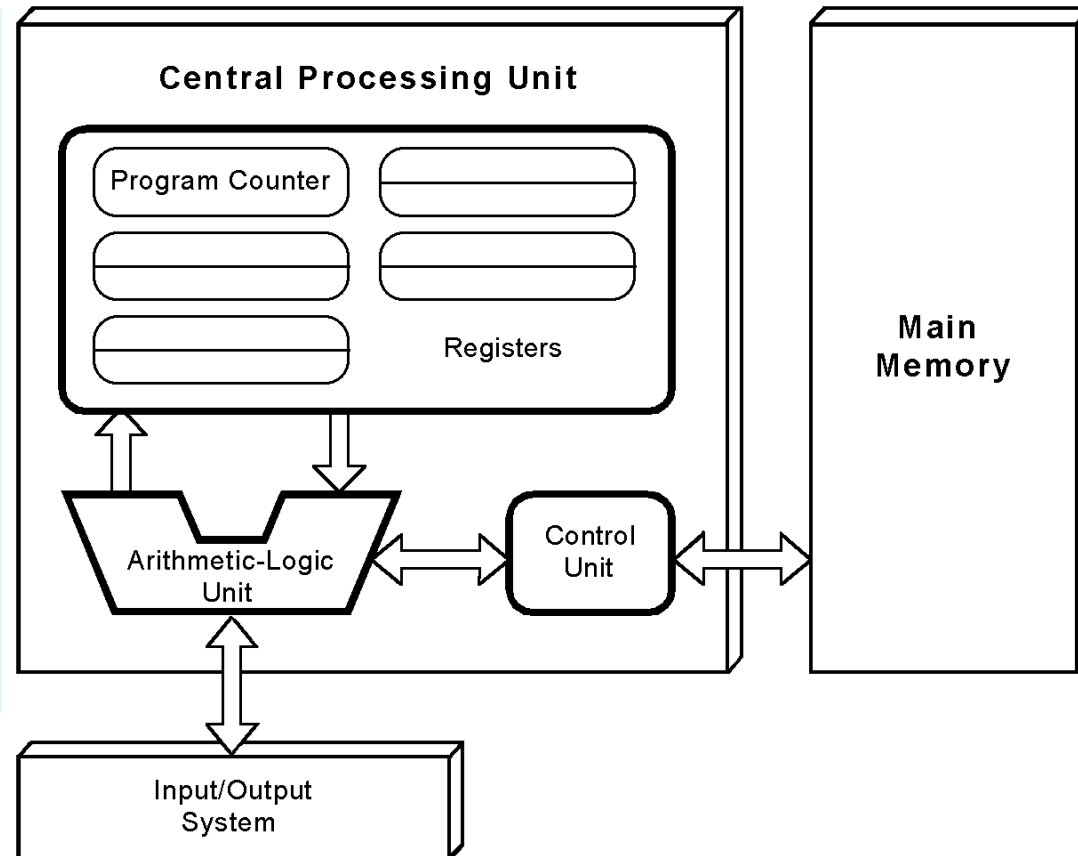 Central Processing Unit
Program Counter
Registers
Main
Memory
Arithmetic-Logic
Unit
Control
Unit
Input/Output
System